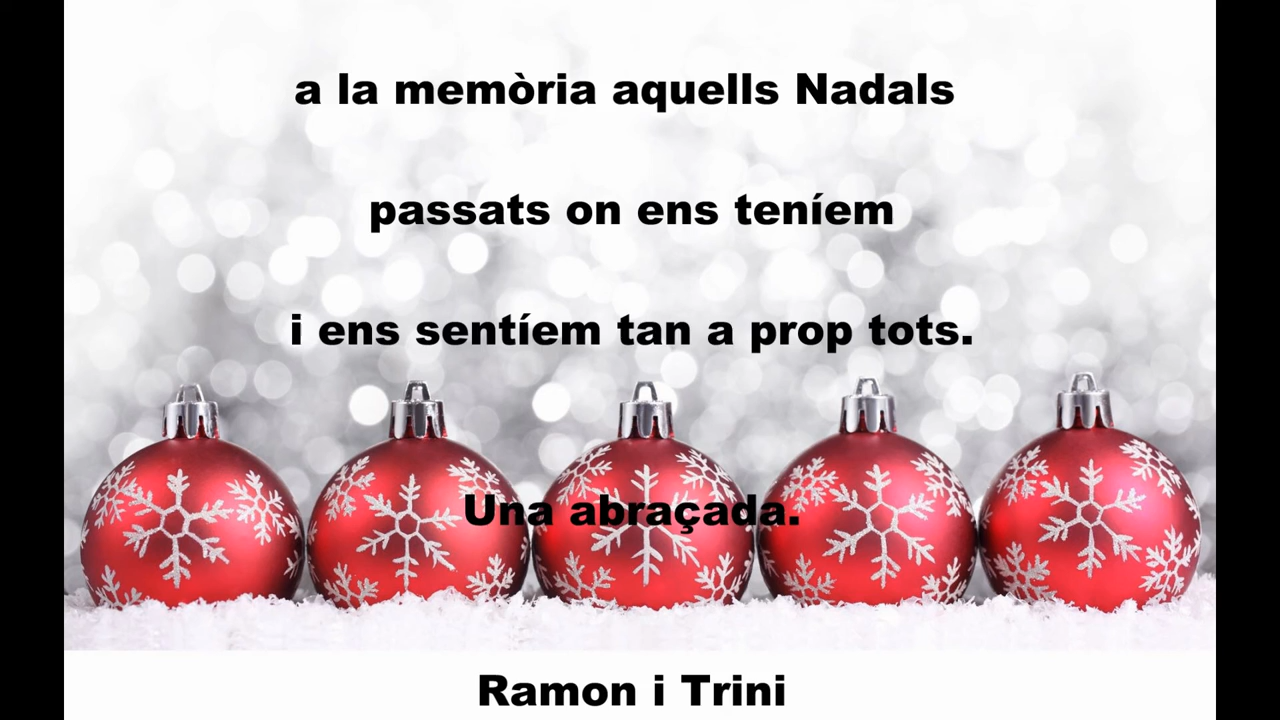 a la memòria aquells Nadals
passats on ens teníem
i ens sentíem tan a prop tots.
Una abraçada.
Ramon i Trini